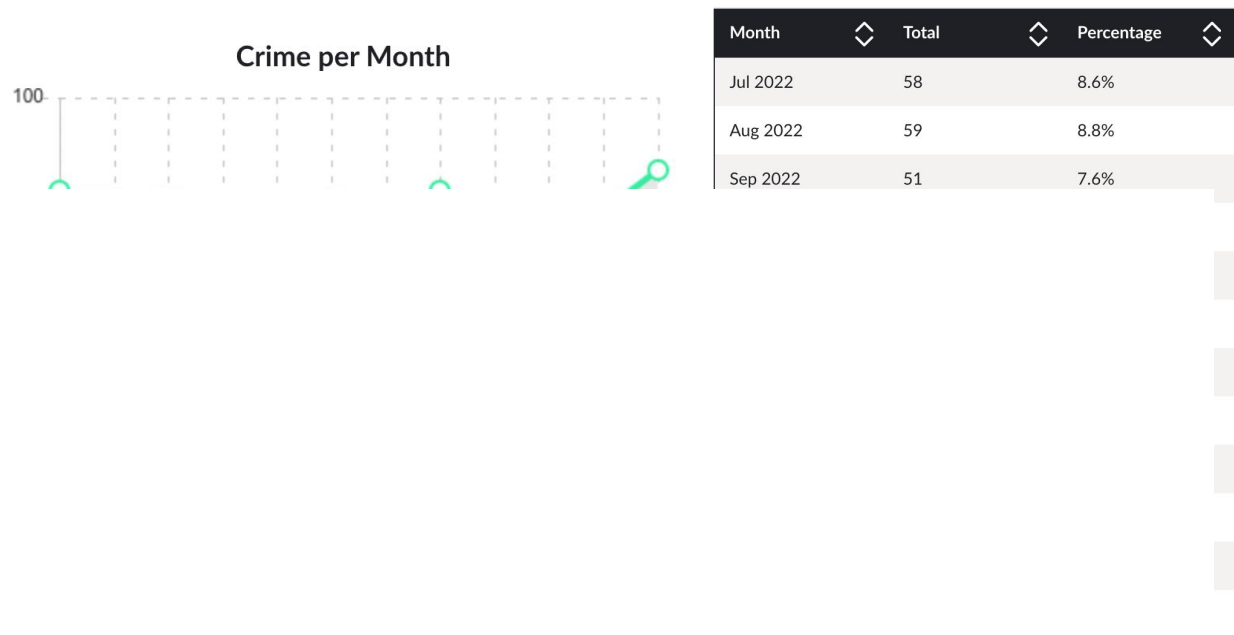 Crime per Month
100
Month Total Percentage
Jul 2022 58 8.6%
Aug 2022 59 8.8%
Sep 2022 51 7.6%